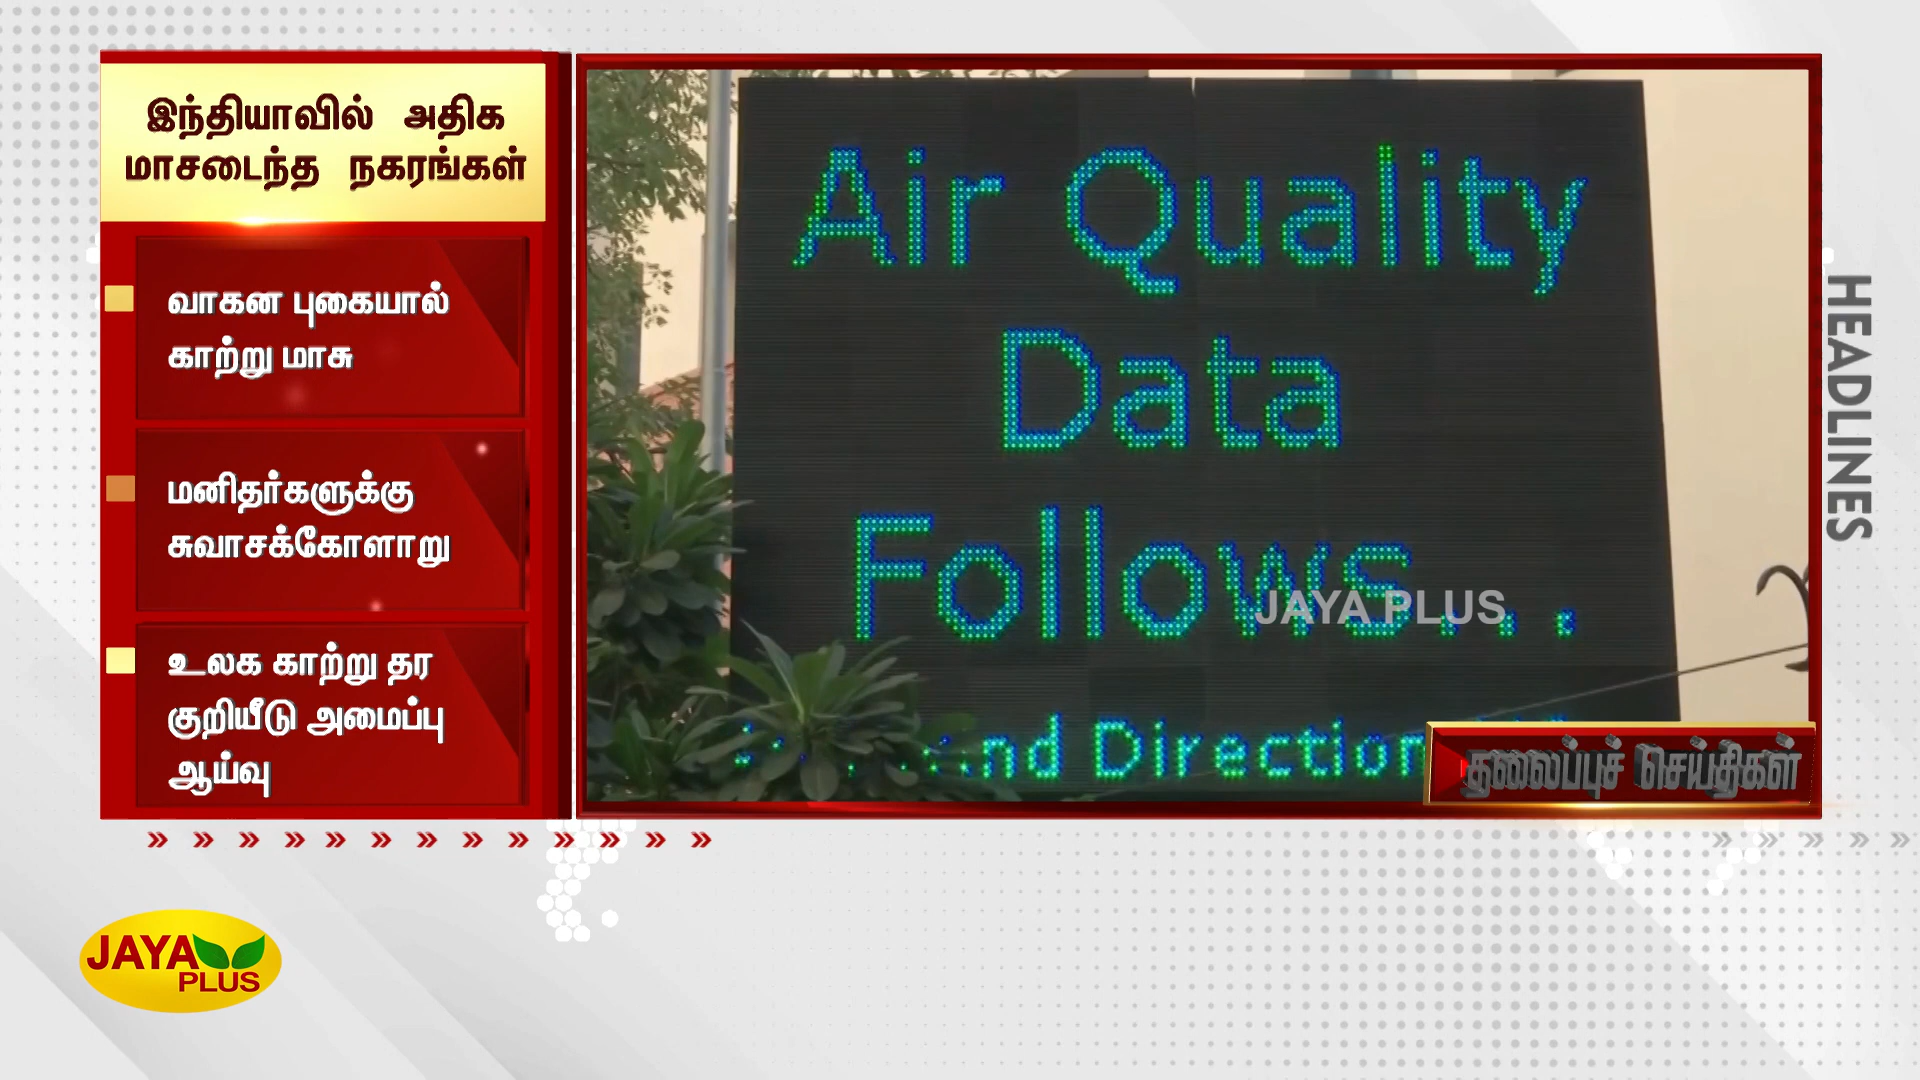 இந்தியாவில் அதிக
மாசடைந்த நகரங்கள்
வாகன புகையால்
காற்று மாசு
மனிதர்களுக்கு
சுவாசக்கோளாறு
உலக காற்று தர
குறியீடு அமைப்பு
ஆய்வு
Air Quality
Data
Follows...
JAYA PLUS
Direction
தலைப்புச் செய்திகள்
HEADLINES
JAYA
PLUS